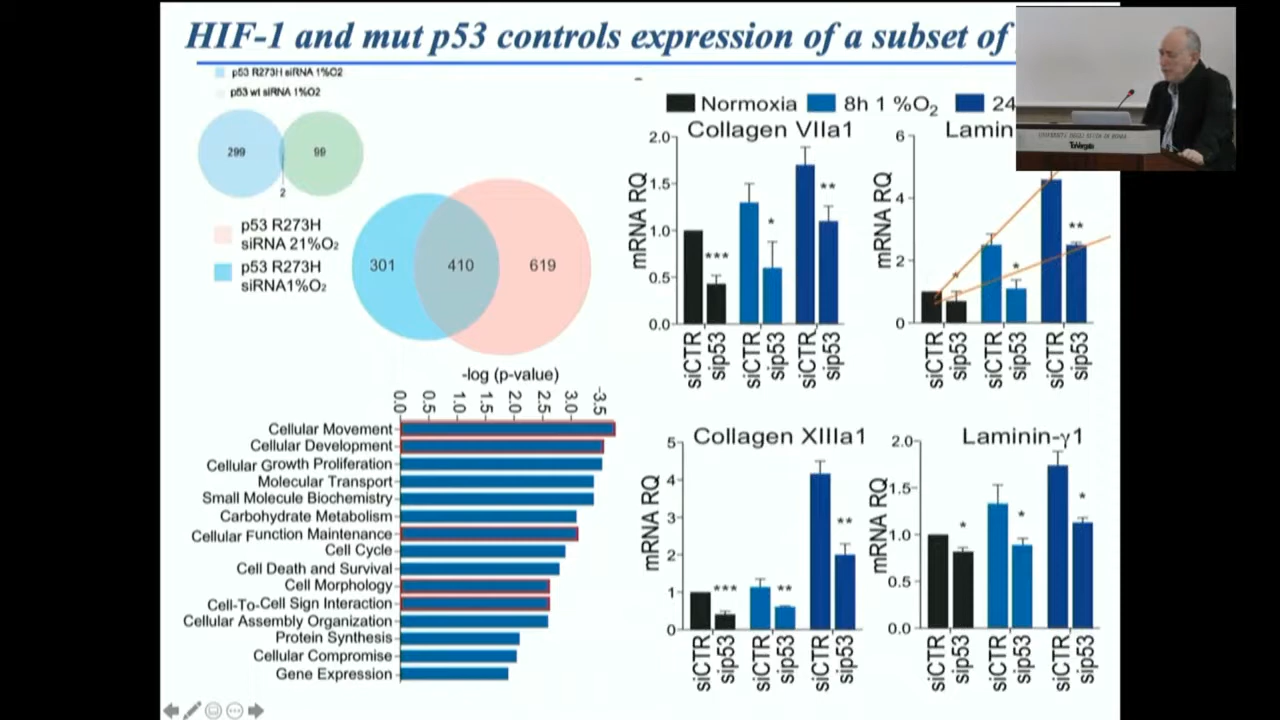 HIF-1 and mut p53 controls expression of a subset of
p53 R273H siRNA 1%O2
p53 wt siRNA 1%O2
299
99
2
p53 R273H
siRNA 21%O2
p53 R273H
siRNA1%O2
301
410
619
-log (p-value)
0.0
0.5
1.0
1.5
2.0
2.5
3.0
3.5
Cellular Movement
Cellular Development
Cellular Growth Proliferation
Molecular Transport
Small Molecule Biochemistry
Carbohydrate Metabolism
Cellular Function Maintenance
Cell Cycle
Cell Death and Survival
Cell Morphology
Cell-To-Cell Sign Interaction
Cellular Assembly Organization
Protein Synthesis
Cellular Compromise
Gene Expression
Normoxia
8h 1 %O2
24
Collagen VIIa1
mRNA RQ
2.0
1.5
1.0
0.5
0.0
***
*
**
siCTR
sip53
siCTR
sip53
siCTR
sip53
Lamin
mRNA RQ
6
4
2
0
*
*
**
siCTR
sip53
siCTR
sip53
siCTR
sip53
Collagen XIIIa1
mRNA RQ
5
4
3
2
1
0
***
**
**
siCTR
sip53
siCTR
sip53
siCTR
sip53
Laminin-γ1
mRNA RQ
2.0
1.5
1.0
0.5
0.0
*
*
*
siCTR
sip53
siCTR
sip53
siCTR
sip53
UNIVERSITA' DEGLI STUDI DI ROMA
TorVergata